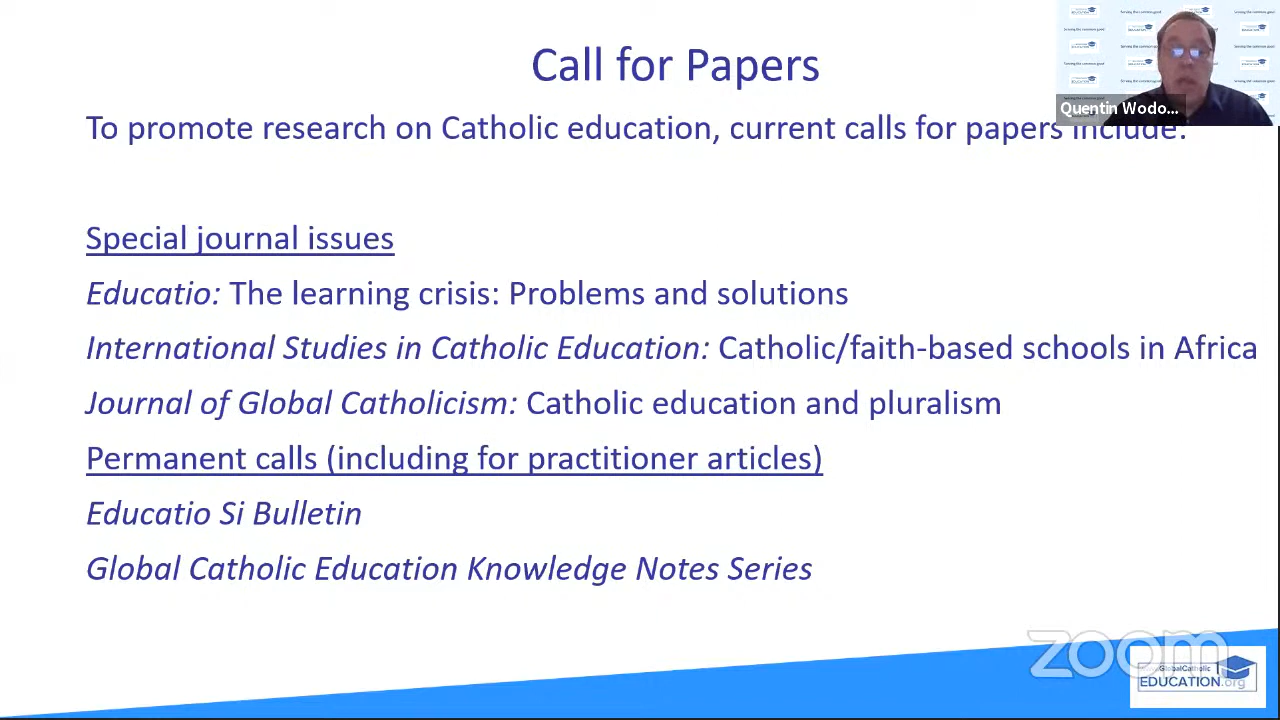 Call for Papers
Quentin Wodo...
To promote research on Catholic education, current calls for papers include:
Special journal issues
Educatio: The learning crisis: Problems and solutions
International Studies in Catholic Education: Catholic/faith-based schools in Africa
Journal of Global Catholicism: Catholic education and pluralism
Permanent calls (including for practitioner articles)
Educatio Si Bulletin
Global Catholic Education Knowledge Notes Series
zoom
GlobalCatholic
EDUCATION.org